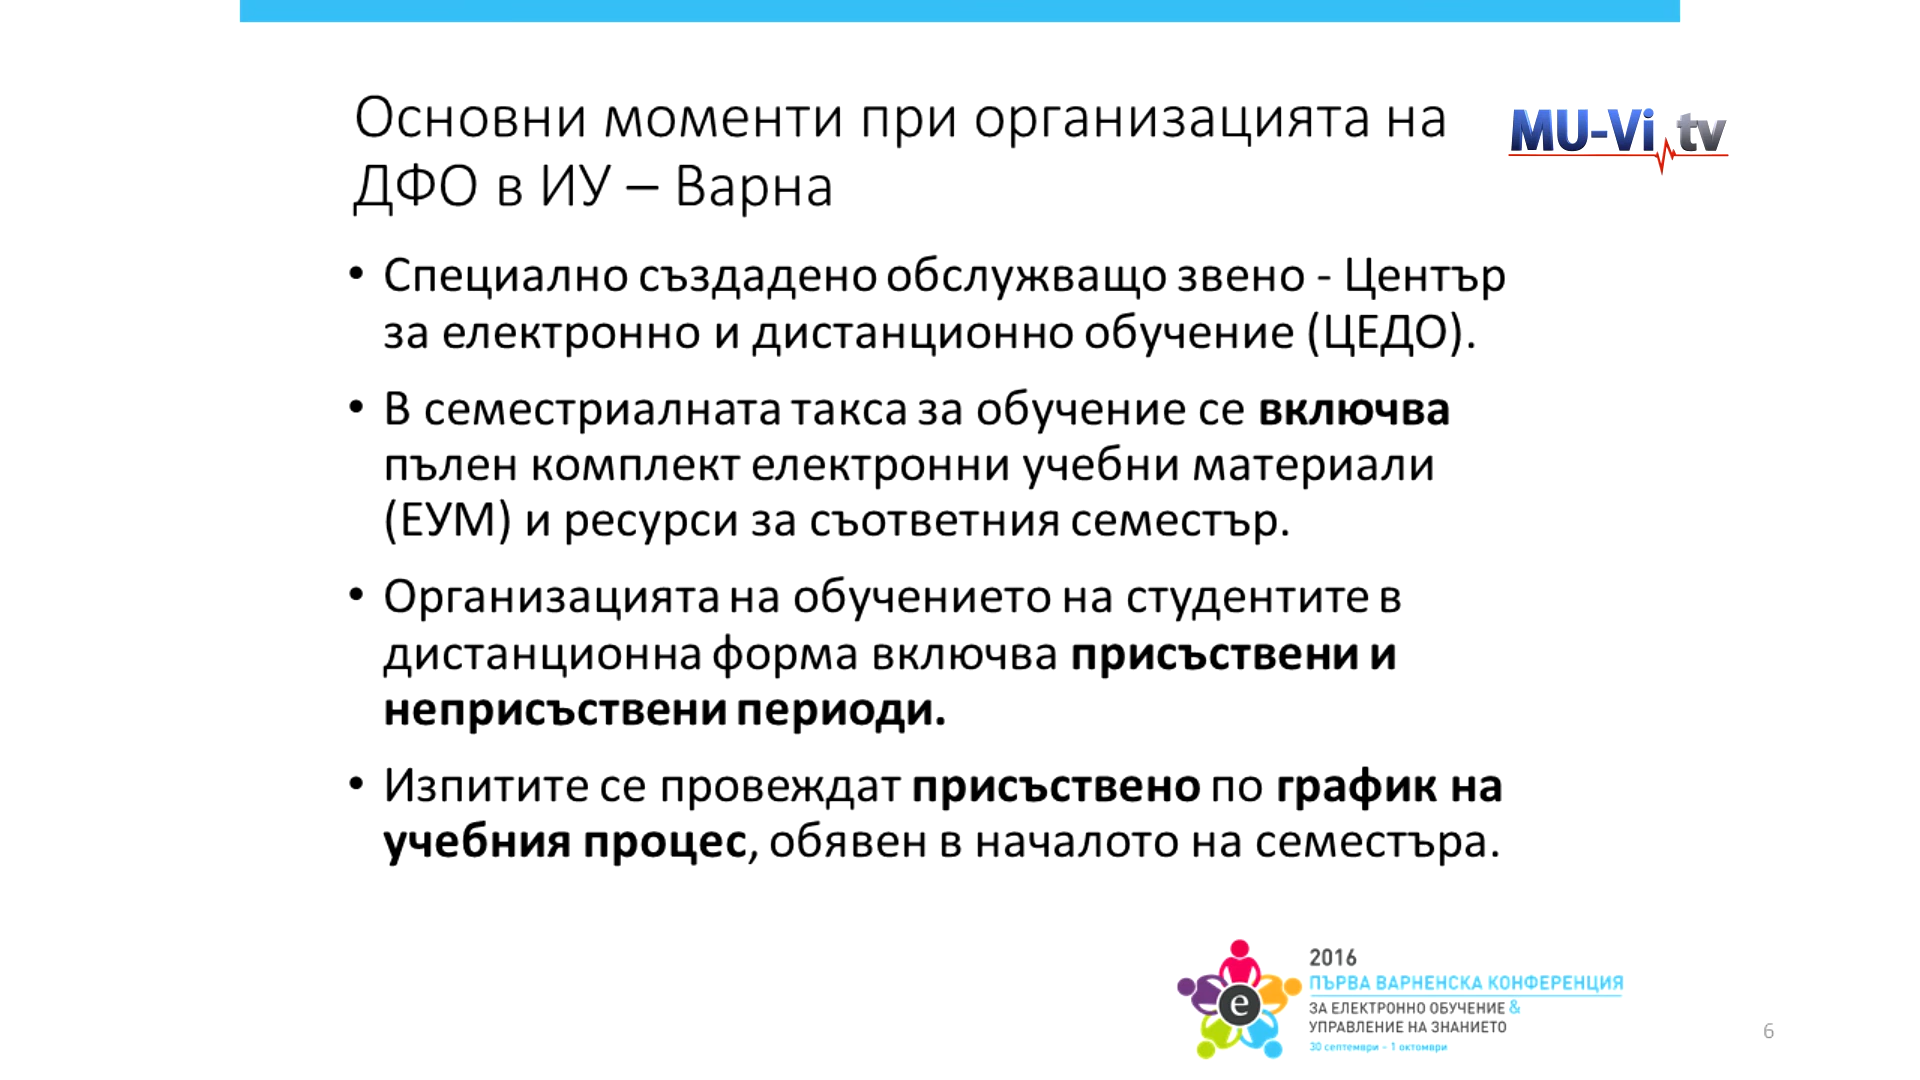 Основни моменти при организацията на
ДФО в ИУ – Варна
MU-Vi tv
• Специално създадено обслужващо звено - Център
за електронно и дистанционно обучение (ЦЕДО).
• В семестриалната такса за обучение се включва
пълен комплект електронни учебни материали
(ЕУМ) и ресурси за съответния семестър.
• Организацията на обучението на студентите в
дистанционна форма включва присъствени и
неприсъствени периоди.
• Изпитите се провеждат присъствено по график на
учебния процес, обявен в началото на семестъра.
e
2016
ПЪРВА ВАРНЕНСКА КОНФЕРЕНЦИЯ
ЗА ЕЛЕКТРОННО ОБУЧЕНИЕ &
УПРАВЛЕНИЕ НА ЗНАНИЕТО
30 септември – 1 октомври
6